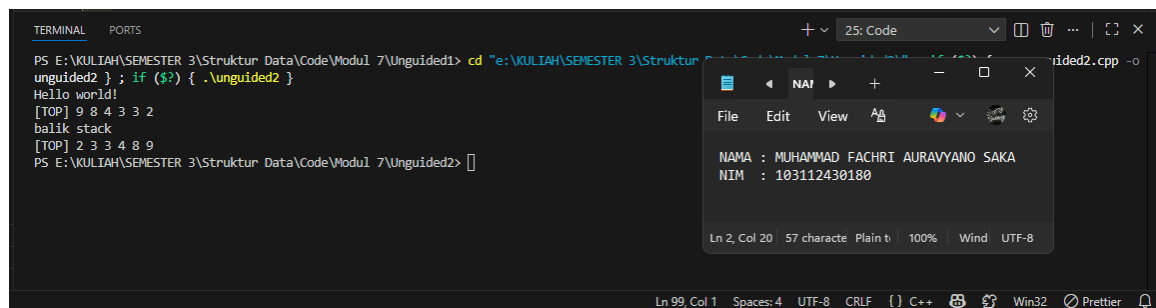 TERMINAL PORTS
25: Code
PS E:\KULIAH\SEMESTER 3\Struktur Data\Code\Modul 7\Unguided1> cd "e:\KULIAH\SEMESTER 3\Struktur
uided2.cpp -o
unguided2 } ; if ($?) { .\unguided2 }
Hello world!
[TOP] 9 8 4 3 3 2
balik stack
[TOP] 2 3 3 4 8 9
PS E:\KULIAH\SEMESTER 3\Struktur Data\Code\Modul 7\Unguided2>
NAM
File Edit View
NAMA : MUHAMMAD FACHRI AURAVYANO SAKA
NIM : 103112430180
Ln 2, Col 20 57 characte Plain t 100% Wind UTF-8
Ln 99, Col 1 Spaces: 4 UTF-8 CRLF { } C++ Win32 Prettier